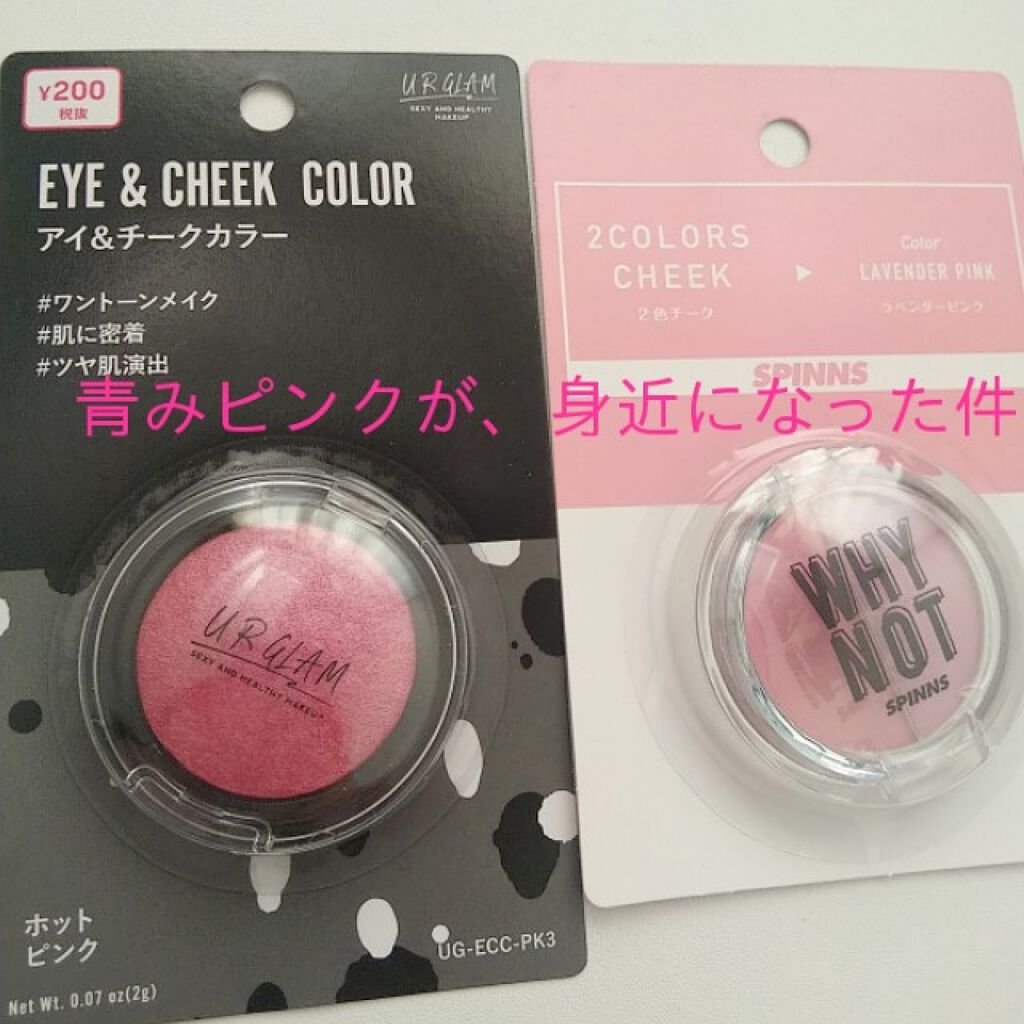 ¥200
税抜
UR GLAM
SEXY AND HEALTHY
MAKEUP
EYE & CHEEK COLOR
アイ&チークカラー
#ワントーンメイク
#肌に密着
#ツヤ肌演出
2COLORS
CHEEK
2色チーク
▶
Color
LAVENDER PINK
ラベンダーピンク
SPINNS
青みピンクが、身近になった件
UR GLAM
SEXY AND HEALTHY MAKEUP
WHY
NOT
SPINNS
ホット
ピンク
UG-ECC-PK3
Net Wt. 0.07 oz(2g)